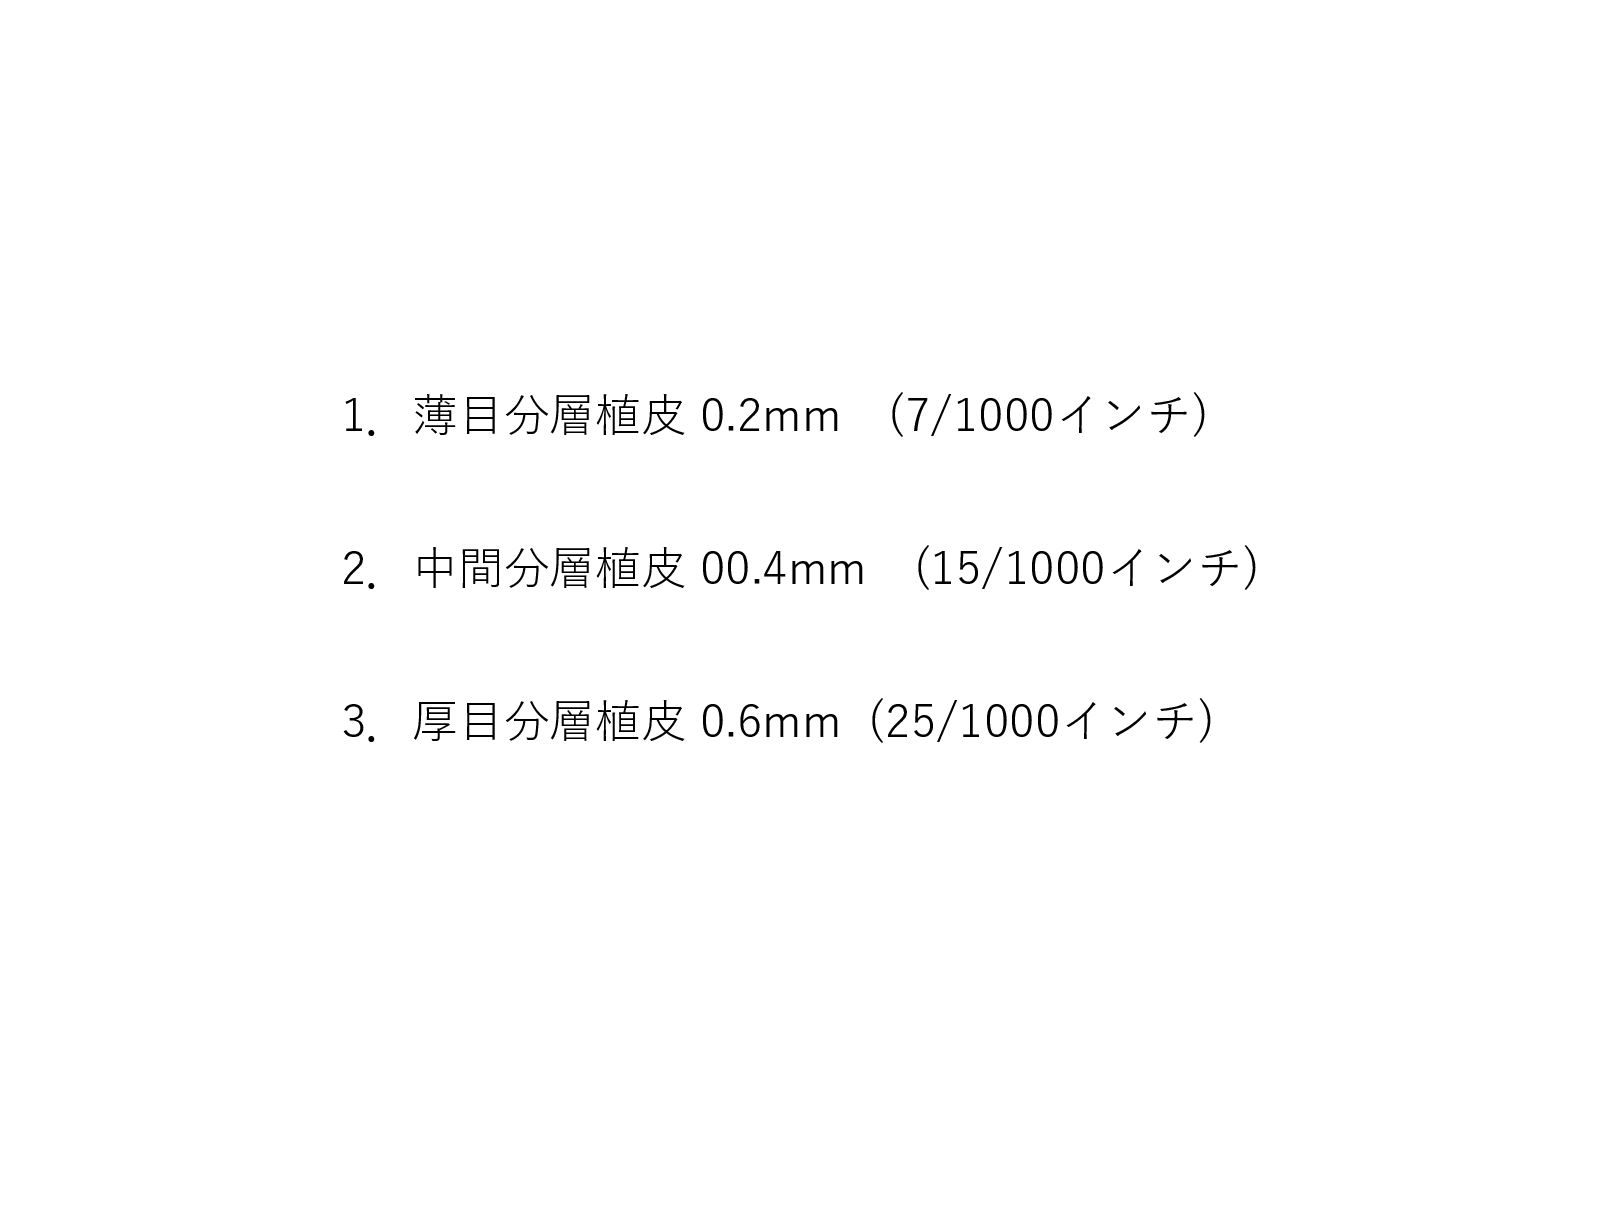 1. 薄目分層植皮 0.2mm （7/1000インチ）
2. 中間分層植皮 00.4mm （15/1000インチ）
3. 厚目分層植皮 0.6mm（25/1000インチ）